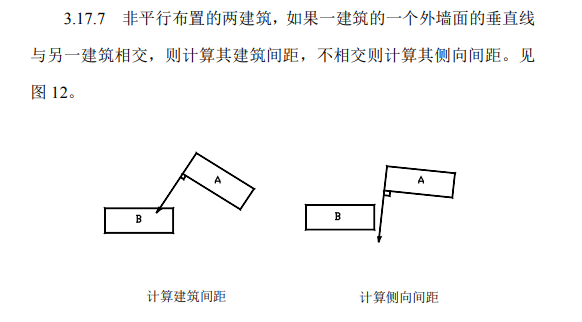 3.17.7 非平行布置的两建筑，如果一建筑的一个外墙面的垂直线
与另一建筑相交，则计算其建筑间距，不相交则计算其侧向间距。见
图 12。
A
B
A
B
计算建筑间距
计算侧向间距